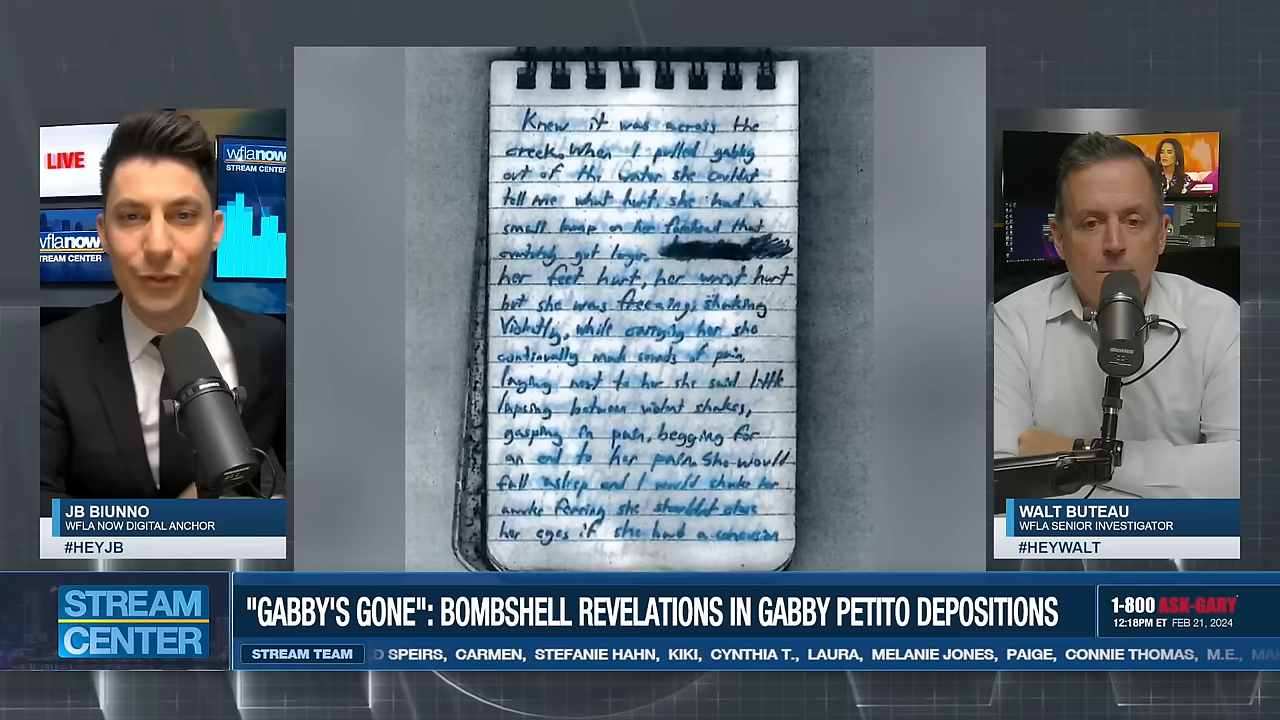 LIVE
wflanow
STREAM CENTER
wflanow
STREAM CENTER
JB BIUNNO
WFLA NOW DIGITAL ANCHOR
#HEYJB
Knew it was across the
creek. When I pulled gabby
out of the water she couldnt
tell me what hurt, she had a
small bump on her forehead that
eventually got larger.
her feet hurt, her wrist hurt
but she was freezing, shaking
Violently, while carrying her she
continually made sounds of pain,
laying next to her she said little
lapsing between violent shakes,
gasping in pain, begging for
an end to her pain. She would
fall asleep and I would shake her
awake fearing she shouldnt close
her eyes if she had a concussion
WALT BUTEAU
WFLA SENIOR INVESTIGATOR
#HEYWALT
STREAM
CENTER
"GABBY'S GONE": BOMBSHELL REVELATIONS IN GABBY PETITO DEPOSITIONS
1-800 ASK-GARY
12:18PM ET FEB 21, 2024
STREAM TEAM D SPEIRS, CARMEN, STEFANIE HAHN, KIKI, CYNTHIA T., LAURA, MELANIE JONES, PAIGE, CONNIE THOMAS, M.E.,